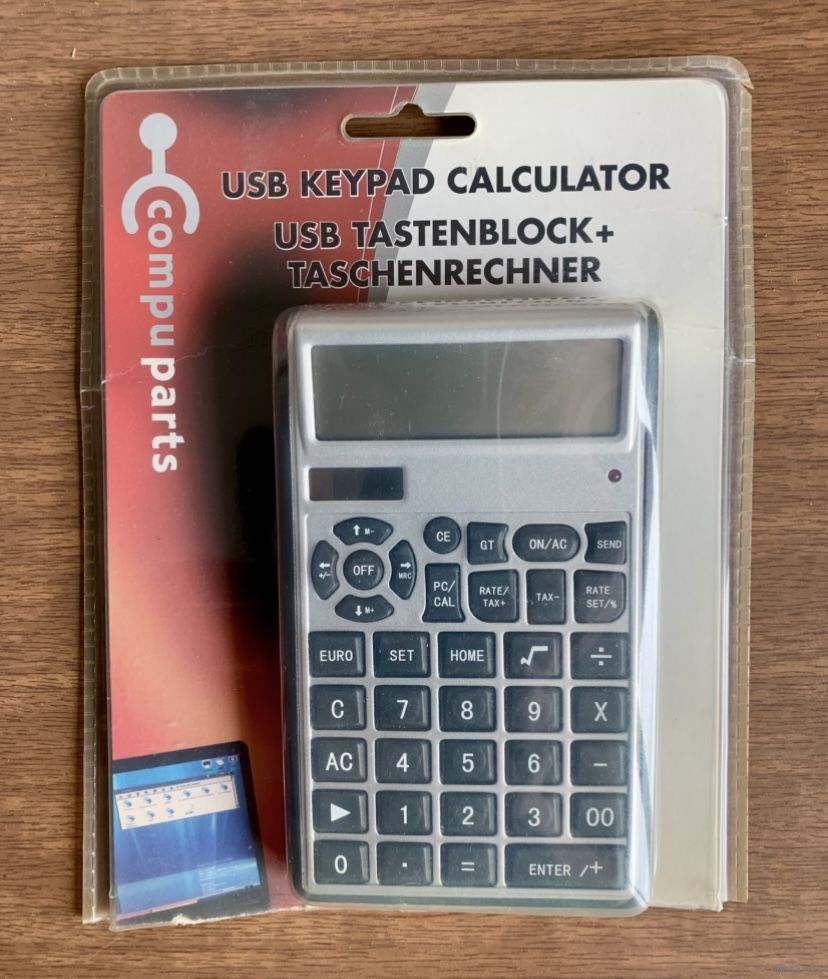 USB KEYPAD CALCULATOR
USB TASTENBLOCK+
TASCHENRECHNER
compu parts
↑ M-
← +/-
OFF
→ MRC
↓ M+
CE
GT
ON/AC
SEND
PC/
CAL
RATE/
TAX+
TAX-
RATE
SET/%
EURO SET HOME √ ÷
C 7 8 9 X
AC 4 5 6 -
▶ 1 2 3 00
0 . = ENTER /+